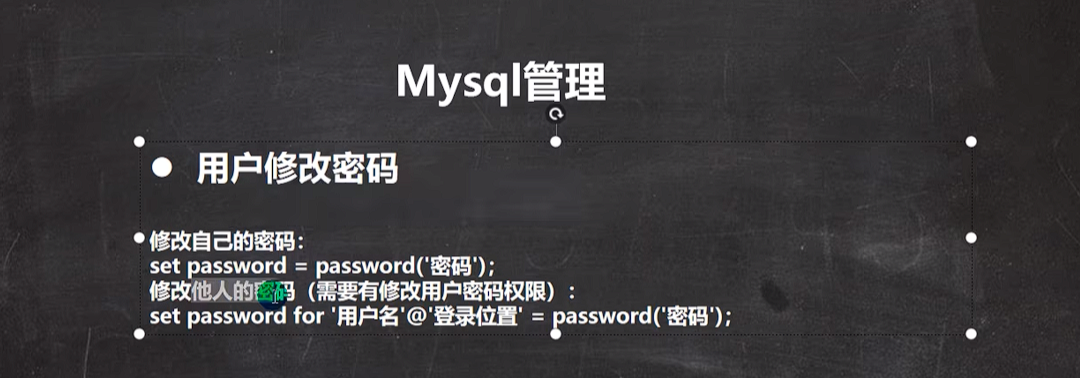 Mysql管理
用户修改密码
修改自己的密码：
set password = password('密码');
修改他人的密码（需要有修改用户密码权限）：
set password for '用户名'@'登录位置' = password('密码');